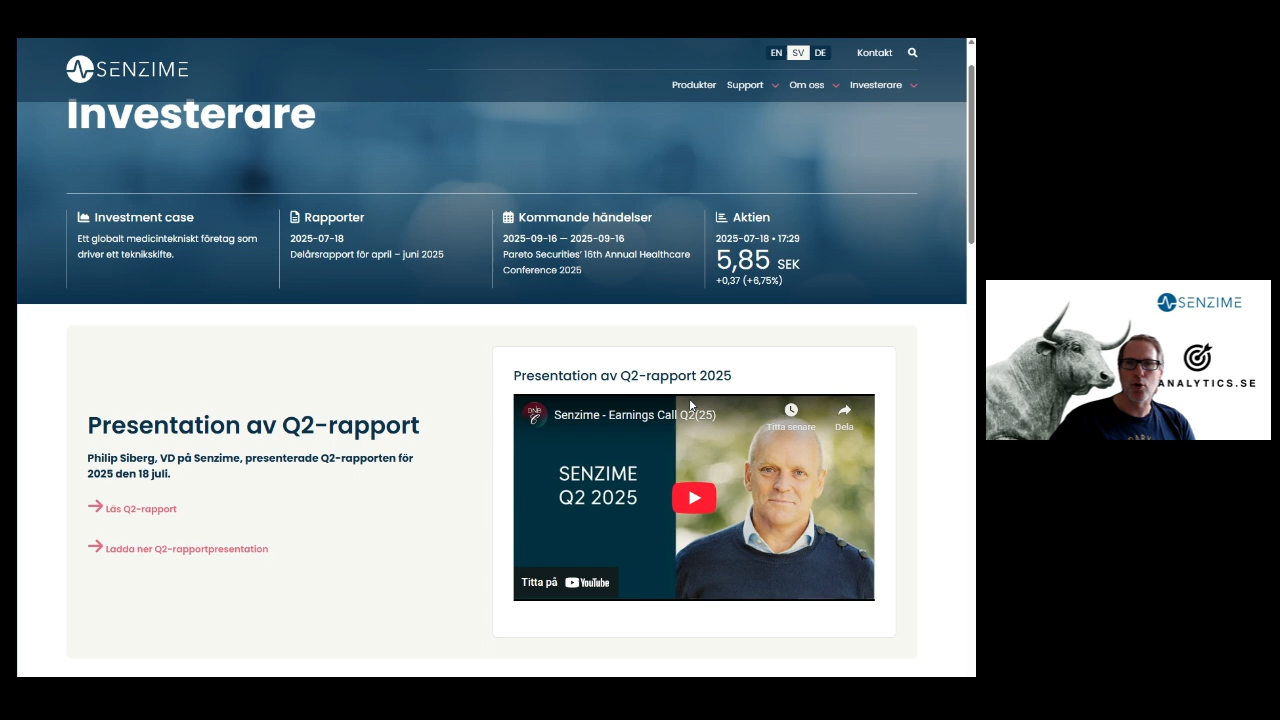 SENZIME
EN SV DE
Kontakt
Produkter Support Om oss Investerare
Investerare
Investment case
Ett globalt medicintekniskt företag som
driver ett teknikskifte.
Rapporter
2025-07-18
Delårsrapport för april – juni 2025
Kommande händelser
2025-09-16 — 2025-09-16
Pareto Securities' 16th Annual Healthcare
Conference 2025
Aktien
2025-07-18 • 17:29
5,85 SEK
+0,37 (+6,75%)
Presentation av Q2-rapport
Philip Siberg, VD på Senzime, presenterade Q2-rapporten för
2025 den 18 juli.
Läs Q2-rapport
Ladda ner Q2-rapportpresentation
Presentation av Q2-rapport 2025
DNB
C
Senzime - Earnings Call Q2(25)
Titta senare
Dela
SENZIME
Q2 2025
Titta på YouTube
SENZIME
ANALYTICS.SE